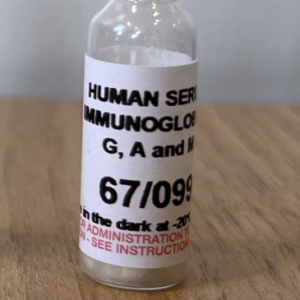 HUMAN SER
IMMUNOGLOB
G, A and M
67/099
in the dark at -20
ADMINISTRATION T
- SEE INSTRUCTION